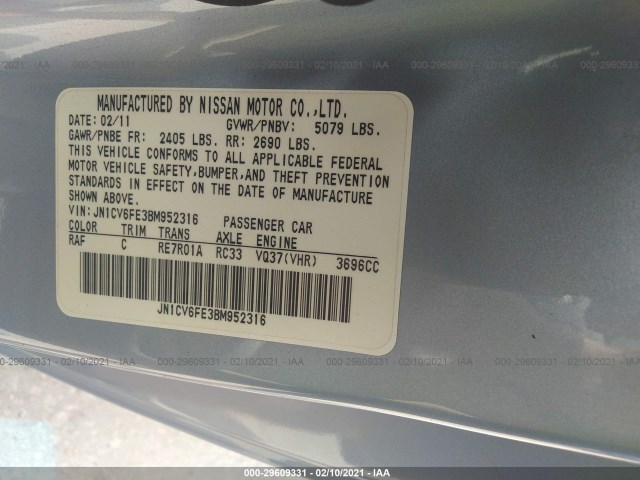 MANUFACTURED BY NISSAN MOTOR CO.,LTD.
DATE: 02/11 GVWR/PNBV: 5079 LBS.
GAWR/PNBE FR: 2405 LBS. RR: 2690 LBS.
THIS VEHICLE CONFORMS TO ALL APPLICABLE FEDERAL
MOTOR VEHICLE SAFETY,BUMPER,AND THEFT PREVENTION
STANDARDS IN EFFECT ON THE DATE OF MANUFACTURE
SHOWN ABOVE.
VIN: JN1CV6FE3BM952316 PASSENGER CAR
COLOR TRIM TRANS AXLE ENGINE
RAF C RE7R01A RC33 VQ37(VHR) 3696CC
JN1CV6FE3BM952316
000-29609331 - 02/10/2021 - IAA